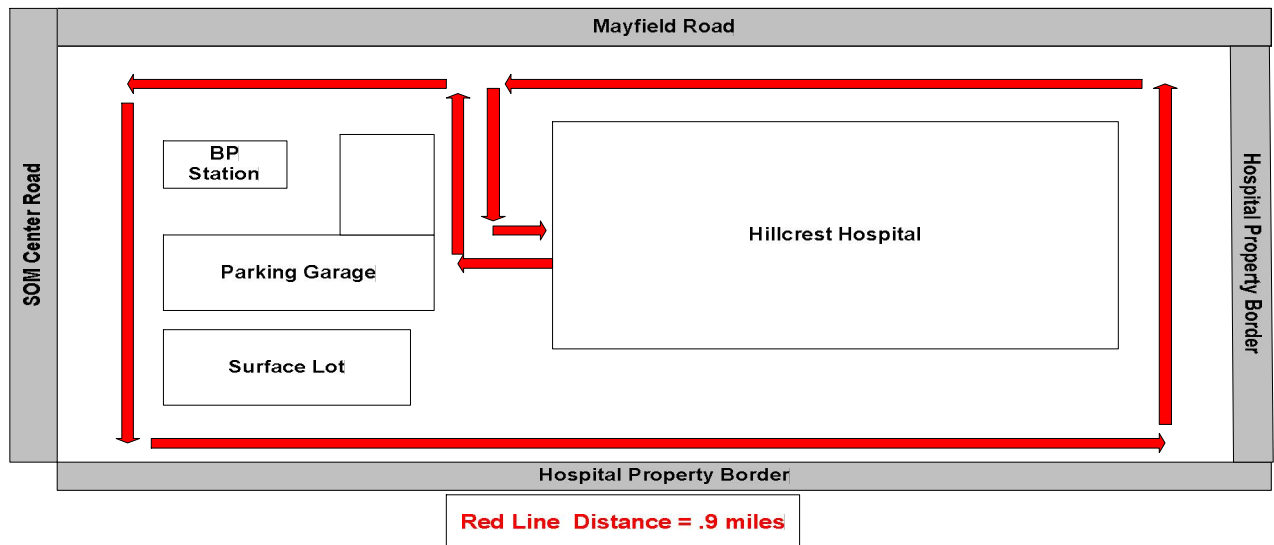 Mayfield Road
SOM Center Road
BP
Station
Hospital Property Border
Hillcrest Hospital
Parking Garage
Surface Lot
Hospital Property Border
Red Line Distance = .9 miles